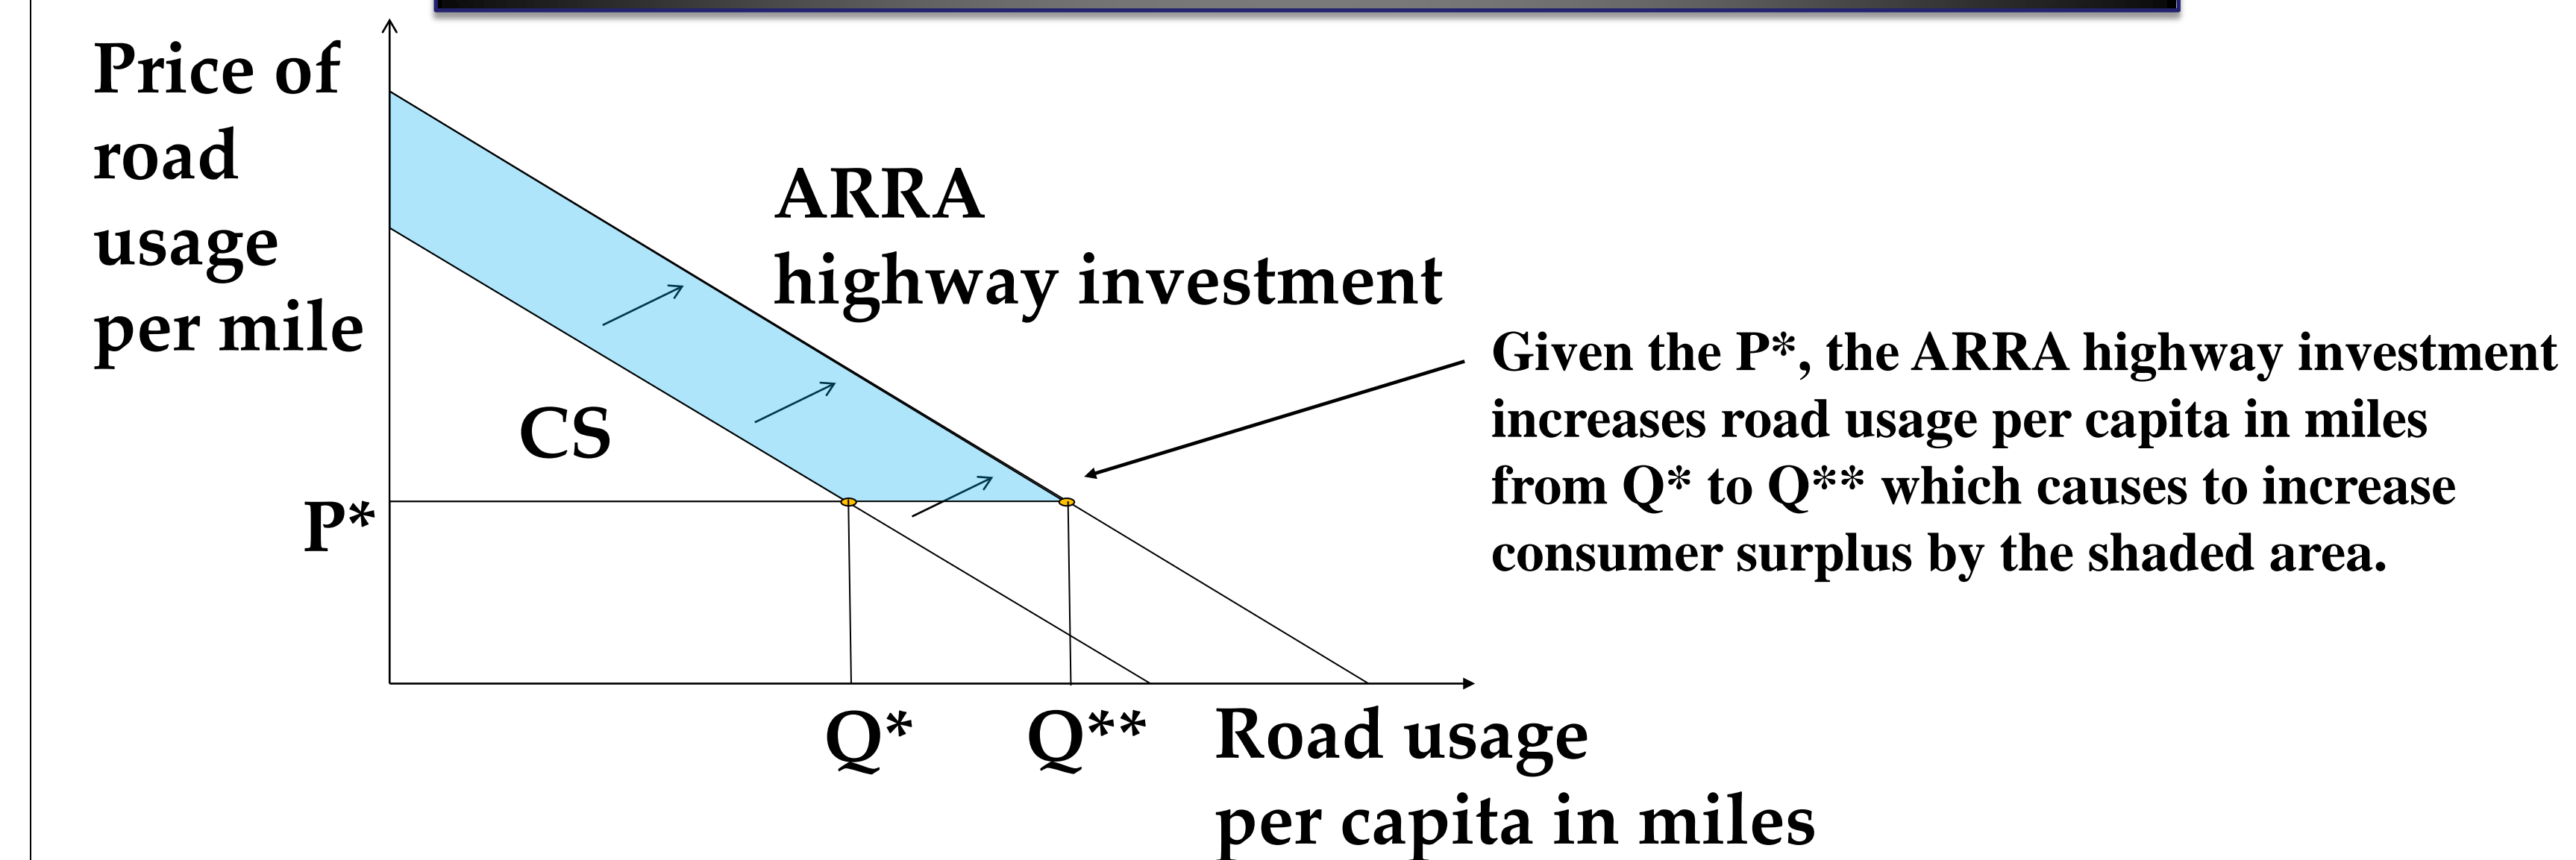 Price of
road
usage
per mile
ARRA
highway investment
Given the P*, the ARRA highway investment
increases road usage per capita in miles
from Q* to Q** which causes to increase
consumer surplus by the shaded area.
CS
P*
Q*
Q**
Road usage
per capita in miles